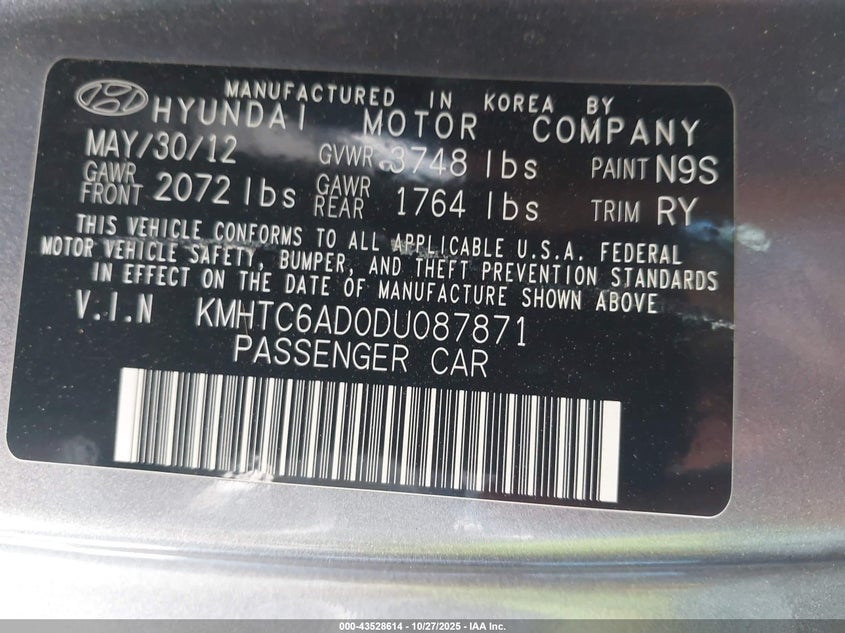 MANUFACTURED IN KOREA BY
HYUNDAI MOTOR COMPANY
MAY/30/12 GVWR 3748 lbs PAINT N9S
GAWR FRONT 2072 lbs GAWR REAR 1764 lbs TRIM RY
THIS VEHICLE CONFORMS TO ALL APPLICABLE U.S.A. FEDERAL
MOTOR VEHICLE SAFETY, BUMPER, AND THEFT PREVENTION STANDARDS
IN EFFECT ON THE DATE OF MANUFACTURE SHOWN ABOVE
V.I.N KMHTC6AD0DU087871
PASSENGER CAR
000-43528614 - 10/27/2025 - IAA Inc.